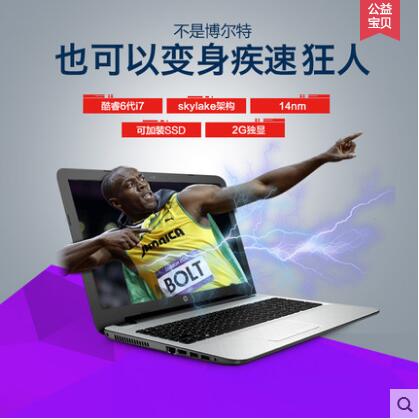 公益
宝贝
不是博尔特
也可以变身疾速狂人
酷睿6代i7
skylake架构
14nm
可加装SSD
2G独显
JAMAICA
BOLT
hp